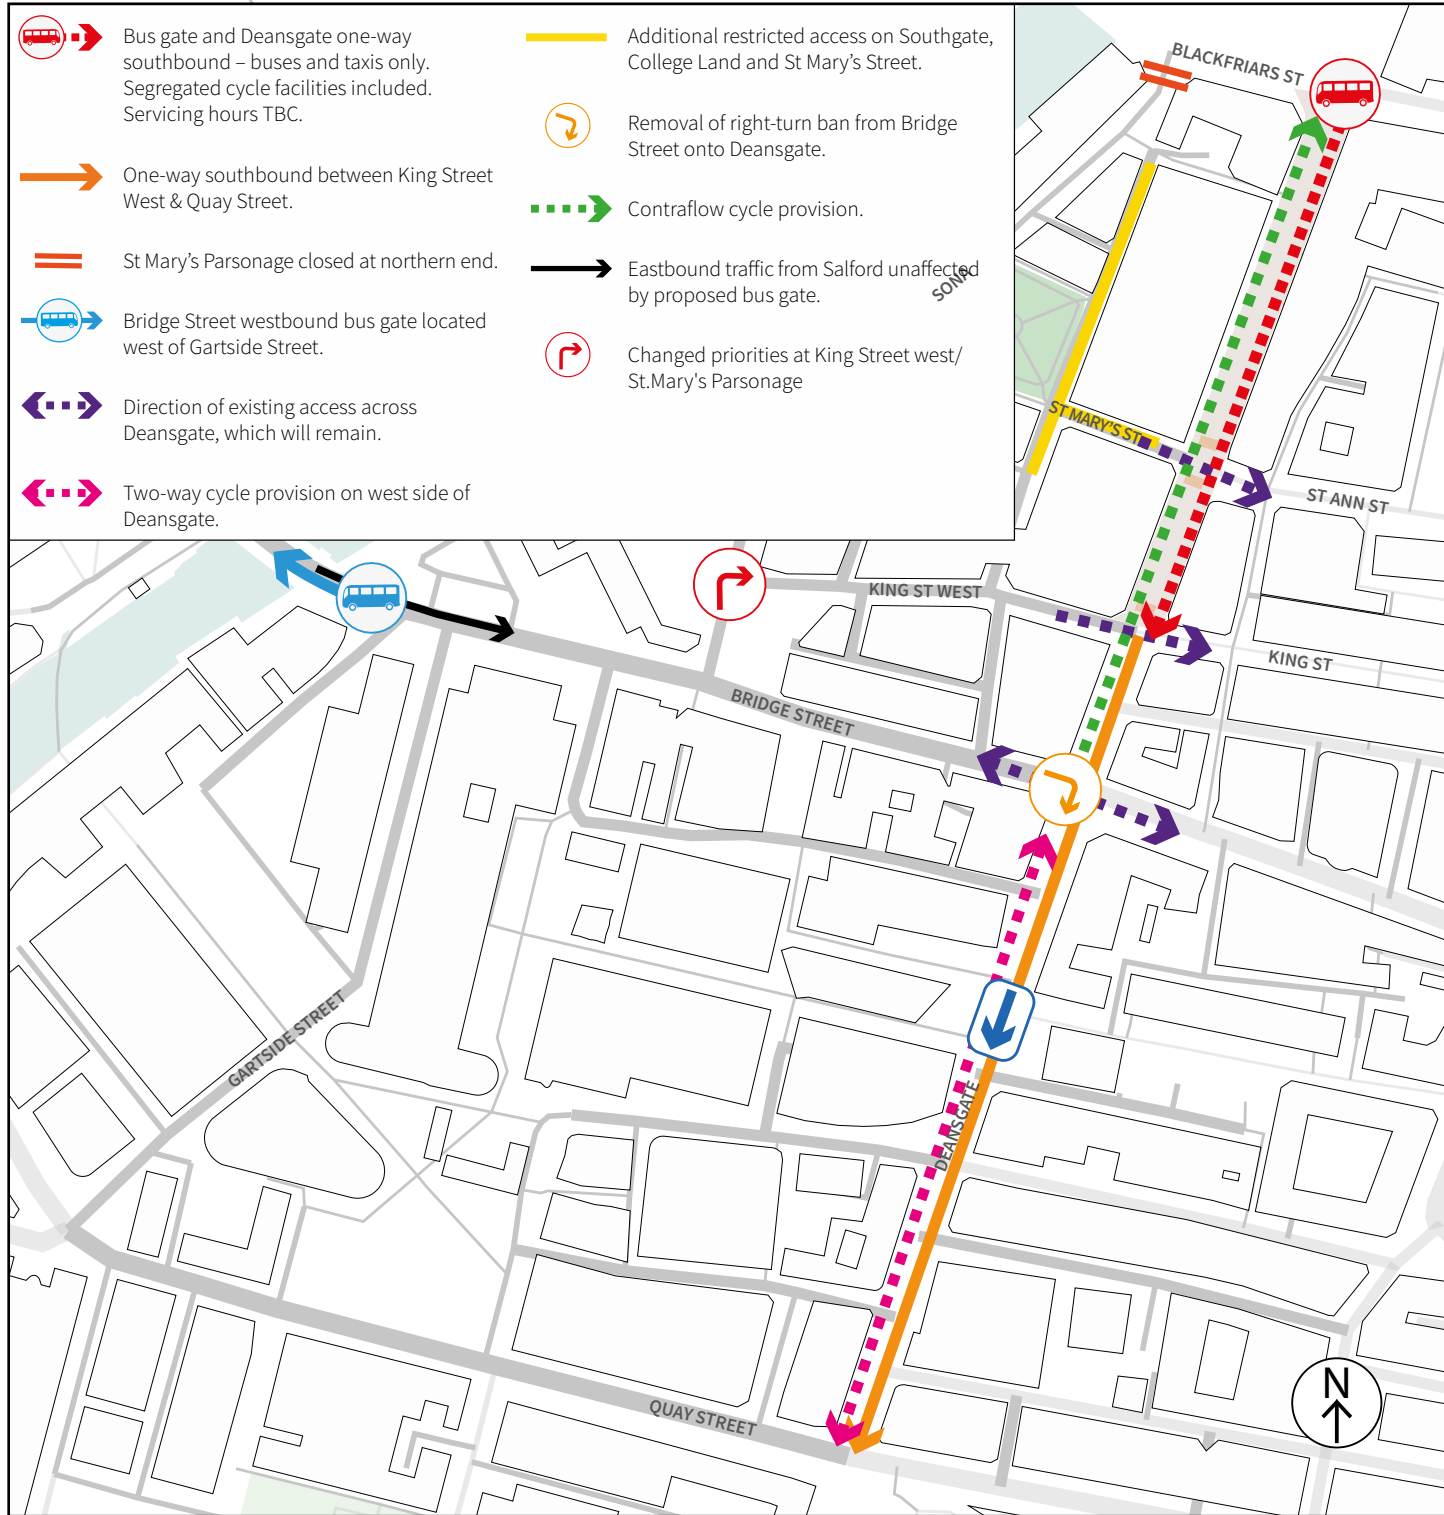 Bus gate and Deansgate one-way
southbound – buses and taxis only.
Segregated cycle facilities included.
Servicing hours TBC.
One-way southbound between King Street
West & Quay Street.
St Mary’s Parsonage closed at northern end.
Bridge Street westbound bus gate located
west of Gartside Street.
Direction of existing access across
Deansgate, which will remain.
Two-way cycle provision on west side of
Deansgate.
Additional restricted access on Southgate,
College Land and St Mary’s Street.
Removal of right-turn ban from Bridge
Street onto Deansgate.
Contraflow cycle provision.
Eastbound traffic from Salford unaffected
by proposed bus gate.
Changed priorities at King Street west/
St.Mary's Parsonage
SONA
BLACKFRIARS ST
ST MARY’S ST
ST ANN ST
KING ST WEST
KING ST
BRIDGE STREET
GARTSIDE STREET
DEANSGATE
QUAY STREET
N